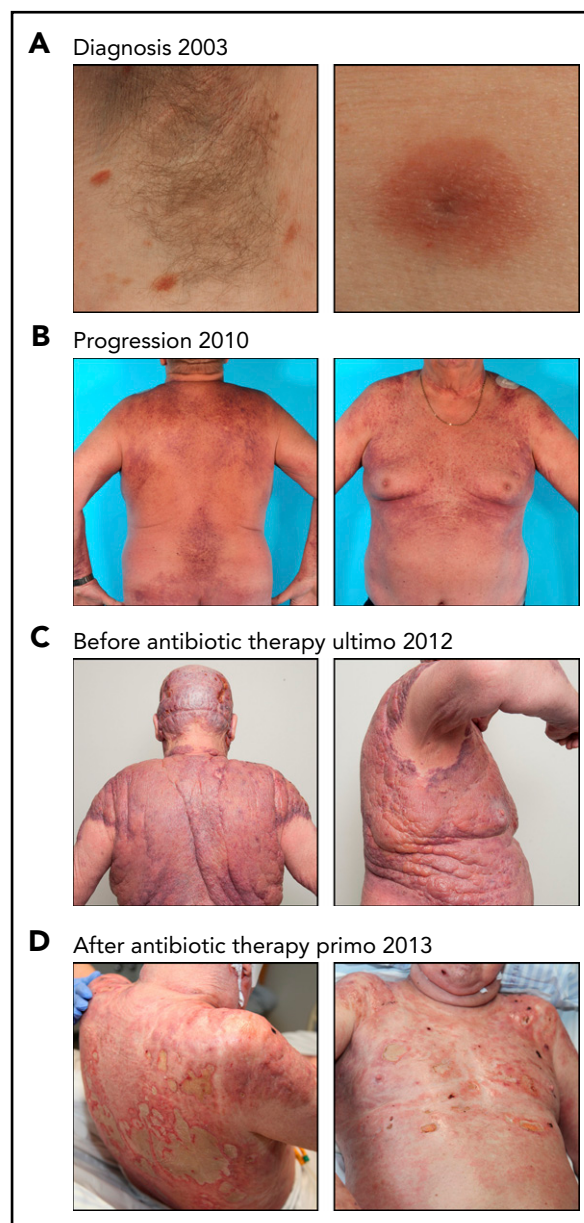 A Diagnosis 2003
B Progression 2010
C Before antibiotic therapy ultimo 2012
D After antibiotic therapy primo 2013